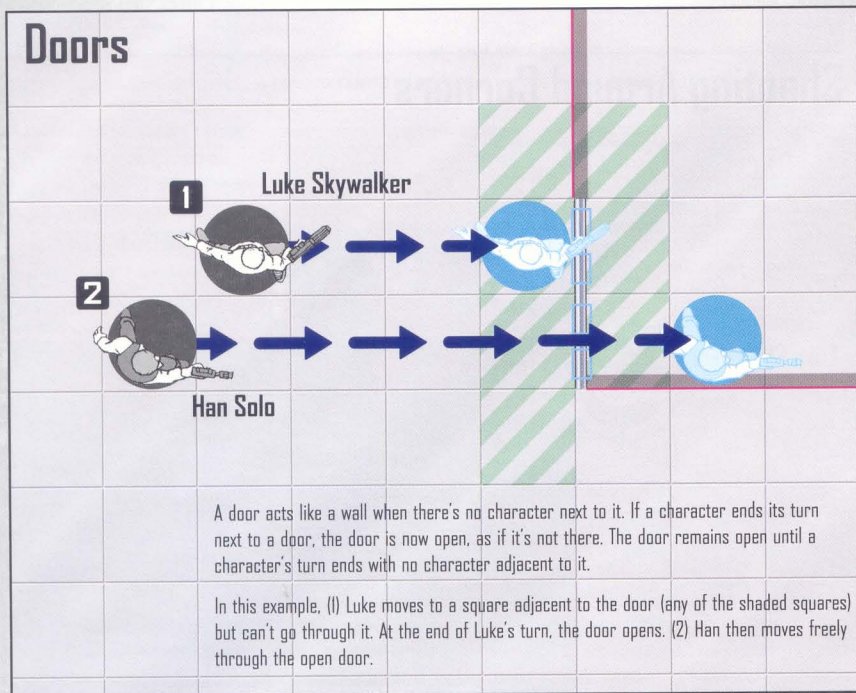 Doors
1
Luke Skywalker
2
Han Solo
A door acts like a wall when there's no character next to it. If a character ends its turn
next to a door, the door is now open, as if it's not there. The door remains open until a
character's turn ends with no character adjacent to it.
In this example, (1) Luke moves to a square adjacent to the door (any of the shaded squares)
but can't go through it. At the end of Luke's turn, the door opens. (2) Han then moves freely
through the open door.